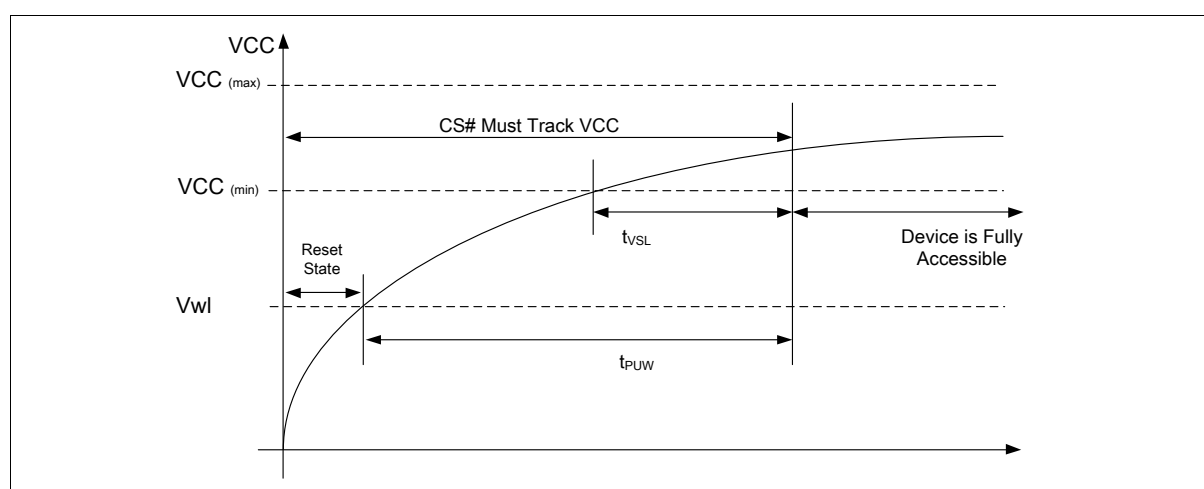 VCC
VCC (max)
CS# Must Track VCC
VCC (min)
tVSL
Device is Fully
Accessible
Reset
State
Vwl
tPUW